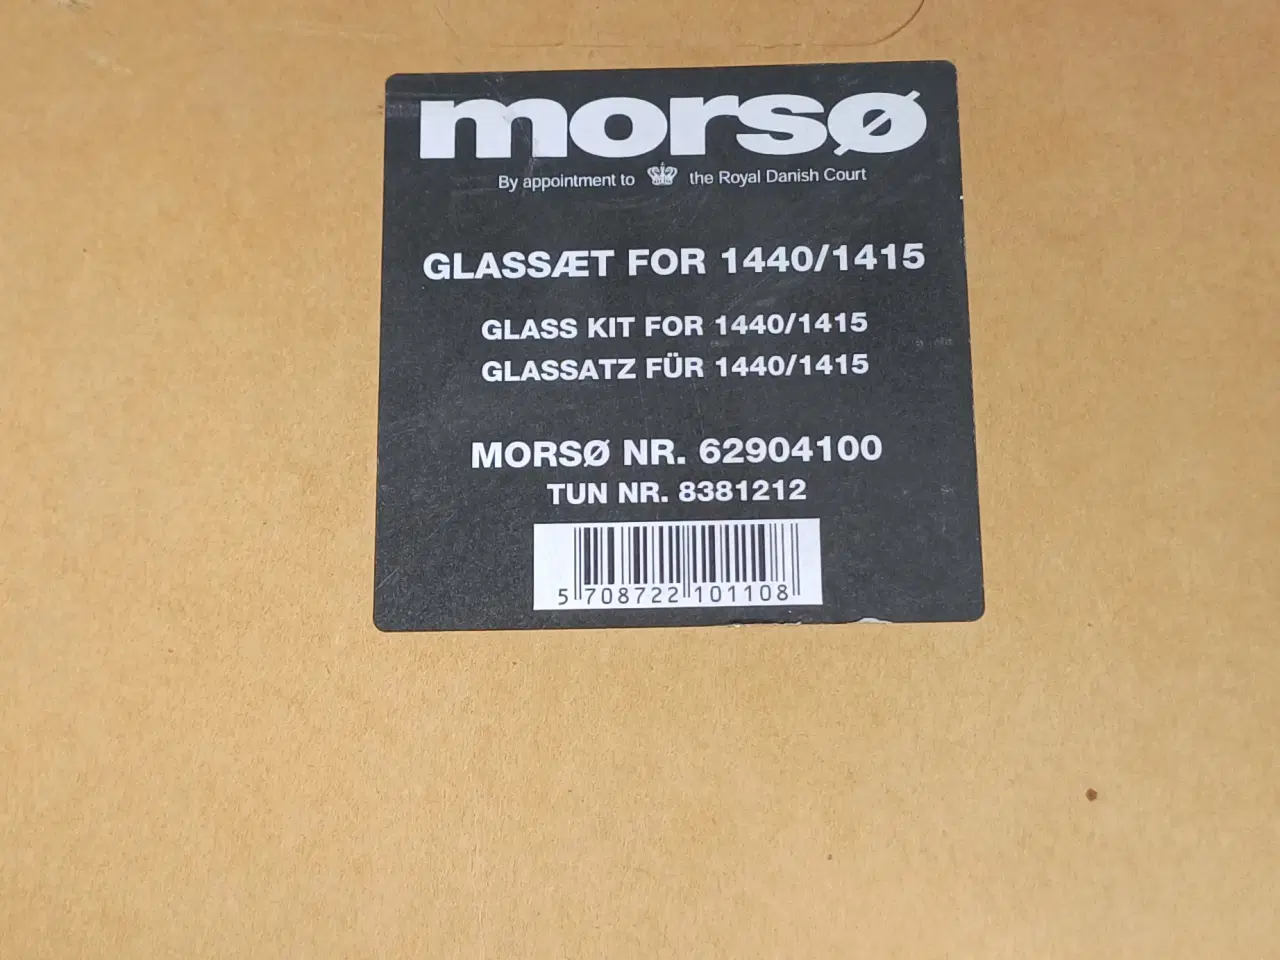 morsø
By appointment to the Royal Danish Court
GLASSÆT FOR 1440/1415
GLASS KIT FOR 1440/1415
GLASSATZ FÜR 1440/1415
MORSØ NR. 62904100
TUN NR. 8381212
5 708722 101108